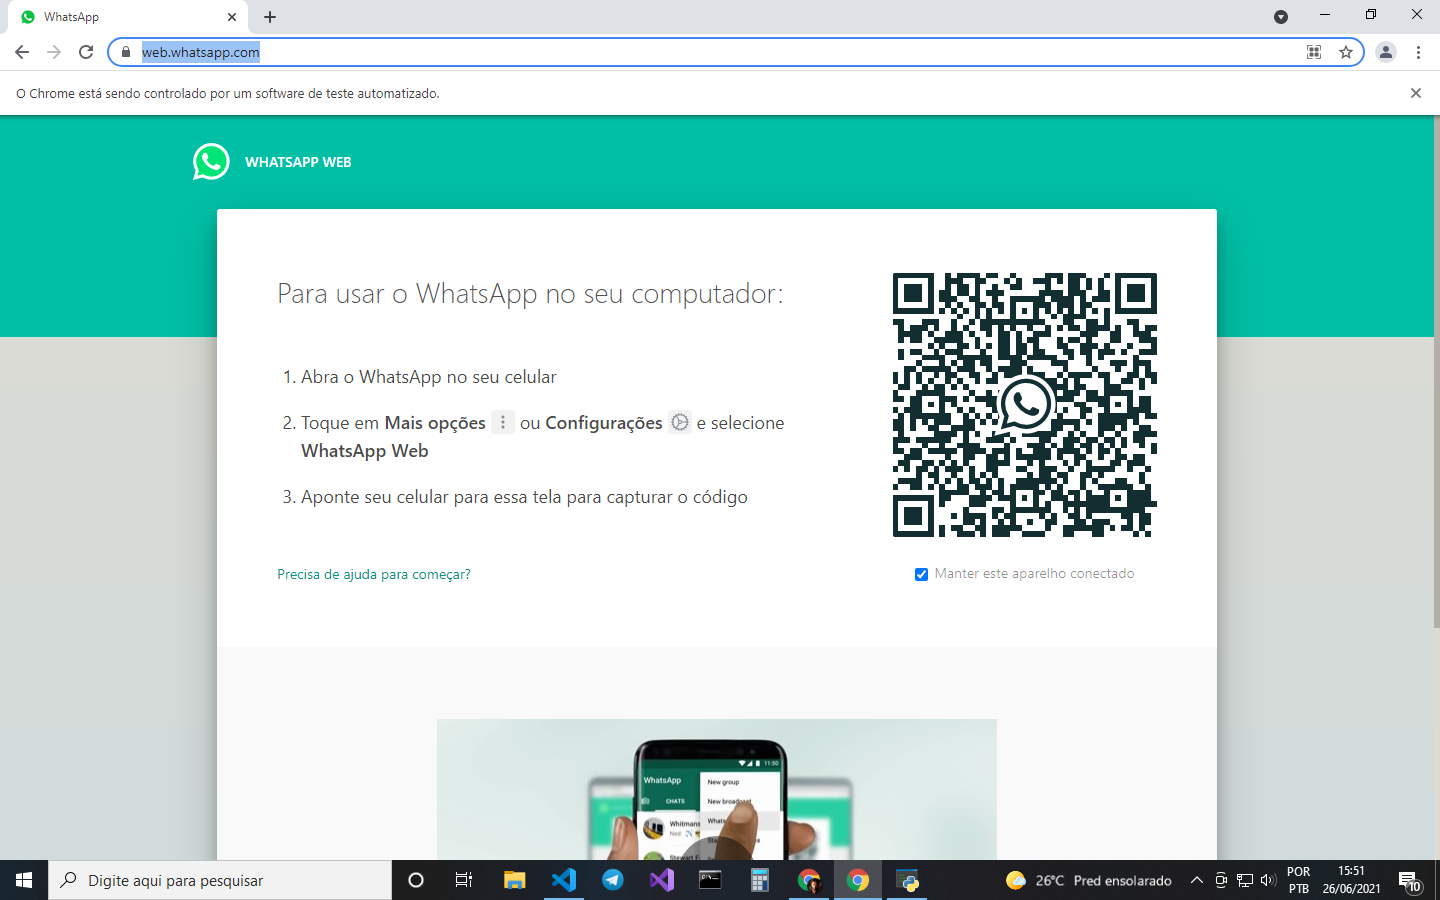 WhatsApp
web.whatsapp.com
O Chrome está sendo controlado por um software de teste automatizado.
WHATSAPP WEB
Para usar o WhatsApp no seu computador:
1. Abra o WhatsApp no seu celular
2. Toque em Mais opções ou Configurações e selecione
WhatsApp Web
3. Aponte seu celular para essa tela para capturar o código
Precisa de ajuda para começar?
Manter este aparelho conectado
11:50
WhatsApp
New group
CHATS
New broadcast
Whitmans
Ned:
Digite aqui para pesquisar
26°C Pred ensolarado
POR
PTB
15:51
26/06/2021
10